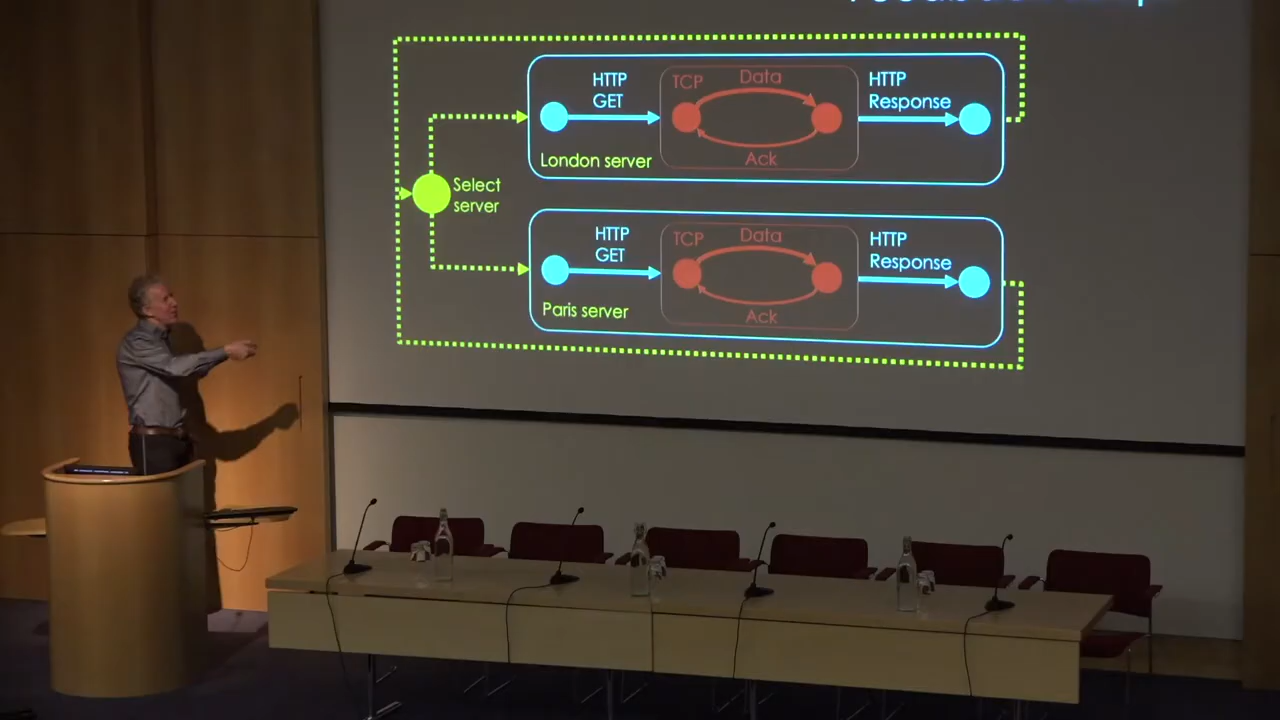 HTTP
GET
TCP
Data
Ack
HTTP
Response
London server
Select
server
HTTP
GET
TCP
Data
Ack
HTTP
Response
Paris server